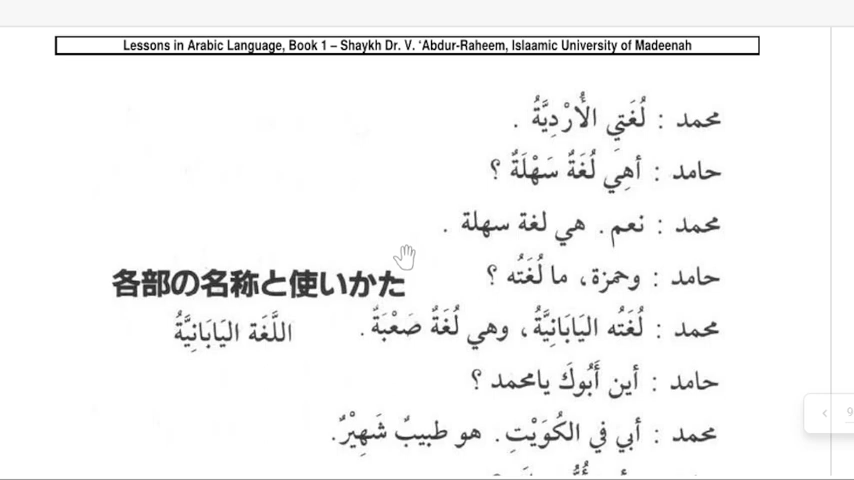 Lessons in Arabic Language, Book 1 – Shaykh Dr. V. ‘Abdur-Raheem, Islaamic University of Madeenah
محمد : لُغَتِي الأُرْدِيَّةُ .
حامد : أهِي لُغَةٌ سَهْلَةٌ ؟
محمد : نعم . هي لغة سهلة .
حامد : وحمزة، ما لُغَتُه ؟
各部の名称と使いかた
محمد : لُغَتُه اليَابَانِيَّةُ، وهي لُغَةٌ صَعْبَةٌ .
اللَّغَة اليَابَانِيَّةُ
حامد : أين أَبُوكَ يامحمد ؟
محمد : أبي في الكُوَيْتِ . هو طبيبٌ شَهِيْرٌ.
9